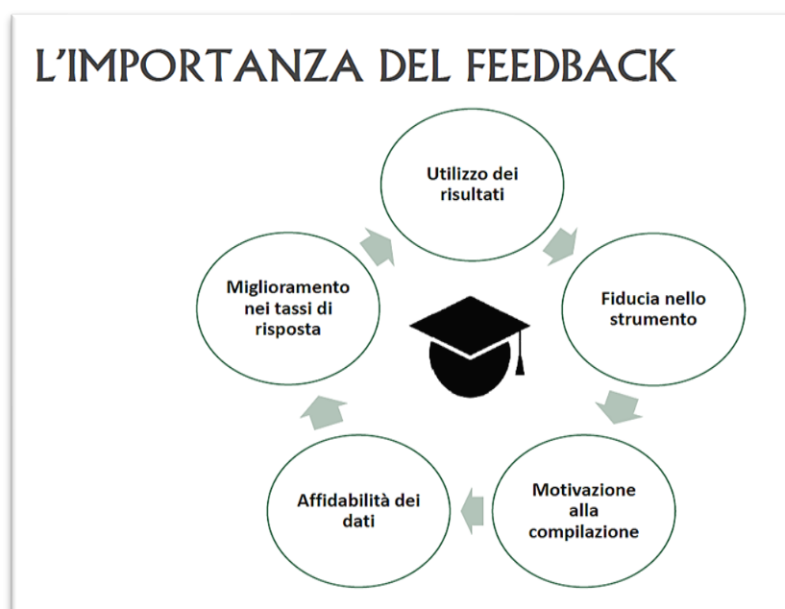 L'IMPORTANZA DEL FEEDBACK
Utilizzo dei
risultati
Fiducia nello
strumento
Motivazione
alla
compilazione
Affidabilità dei
dati
Miglioramento
nei tassi di
risposta